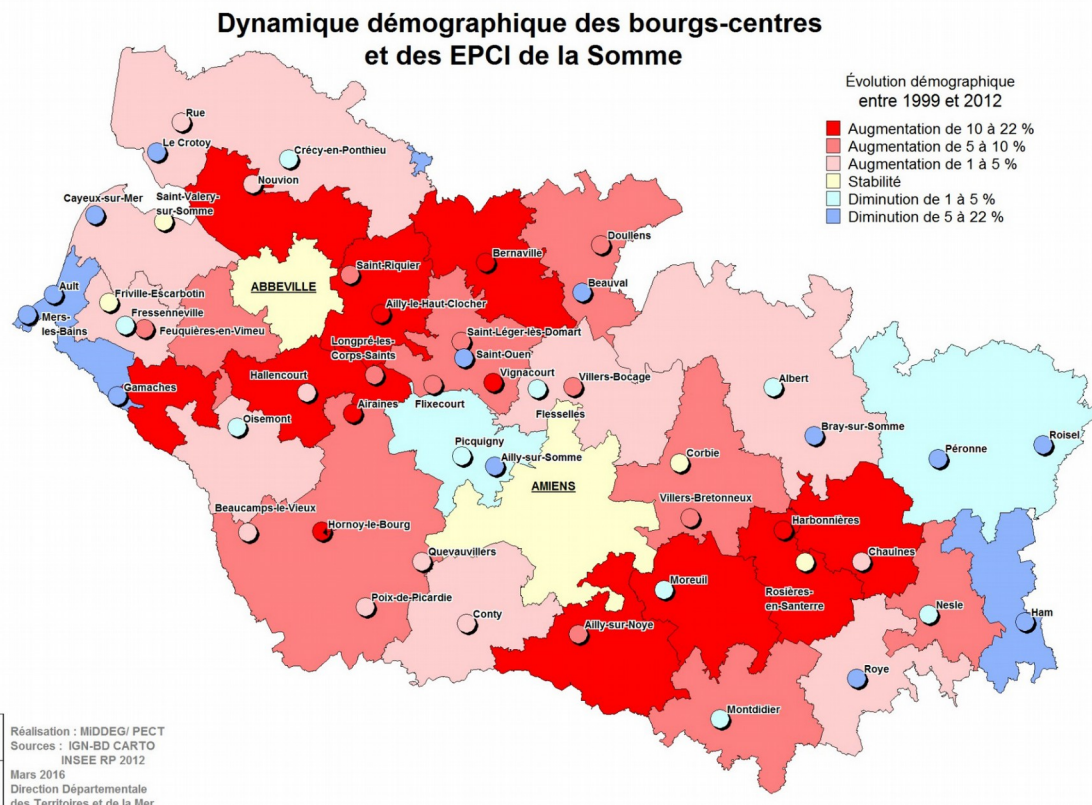 Dynamique démographique des bourgs-centres
et des EPCI de la Somme
Évolution démographique
entre 1999 et 2012
Augmentation de 10 à 22 %
Augmentation de 5 à 10 %
Augmentation de 1 à 5 %
Stabilité
Diminution de 1 à 5 %
Diminution de 5 à 22 %
Rue
Le Crotoy
Crécy-en-Ponthieu
Nouvion
Cayeux-sur-Mer
Saint-Valery-
sur-Somme
Doullens
Bernaville
Saint-Riquier
ABBEVILLE
Ault
Beauval
Friville-Escarbotin
Ailly-le-Haut-Clocher
Fressenneville
Mers-
les-Bains
Feuquières-en-Vimeu
Saint-Léger-lès-Domart
Longpré-les-
Corps-Saints
Saint-Ouen
Hallencourt
Vignacourt
Villers-Bocage
Albert
Gamaches
Airaines
Flixecourt
Flesselles
Oisemont
Bray-sur-Somme
Roisel
Picquigny
Péronne
Corbie
Ailly-sur-Somme
AMIENS
Villers-Bretonneux
Beaucamps-le-Vieux
Hornoy-le-Bourg
Harbonnières
Quevauvillers
Chaulnes
Moreuil
Rosières-
en-Santerre
Poix-de-Picardie
Nesle
Conty
Ailly-sur-Noye
Ham
Roye
Montdidier
Réalisation : MIDDEG/ PECT
Sources : IGN-BD CARTO
INSEE RP 2012
Mars 2016
Direction Départementale
des Territoires et de la Mer